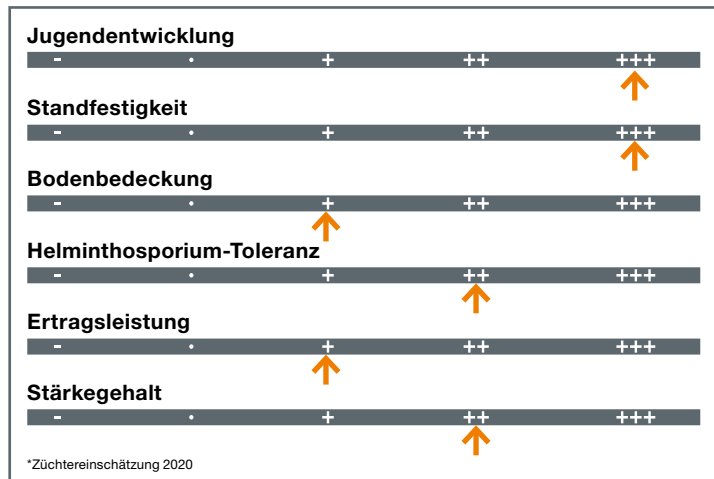 Jugendentwicklung
- • + ++ +++
Standfestigkeit
- • + ++ +++
Bodenbedeckung
- • + ++ +++
Helminthosporium-Toleranz
- • + ++ +++
Ertragsleistung
- • + ++ +++
Stärkegehalt
- • + ++ +++
*Züchtereinschätzung 2020